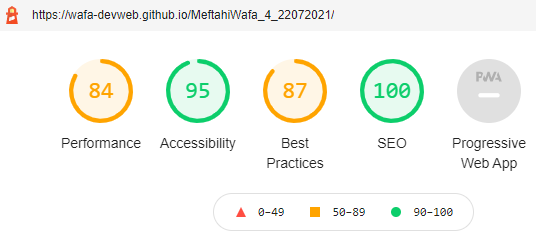 https://wafa-devweb.github.io/MeftahiWafa_4_22072021/
84 95 87 100 PWA
Performance Accessibility Best Practices SEO Progressive Web App
0–49 50–89 90–100